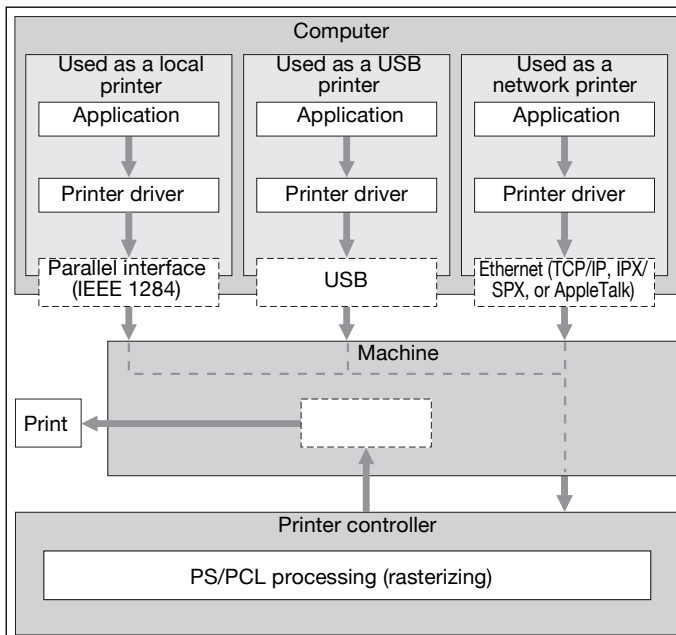 Computer
Used as a local
printer
Application
Printer driver
Parallel interface
(IEEE 1284)
Used as a USB
printer
Application
Printer driver
USB
Used as a
network printer
Application
Printer driver
Ethernet (TCP/IP, IPX/
SPX, or AppleTalk)
Machine
Print
Printer controller
PS/PCL processing (rasterizing)